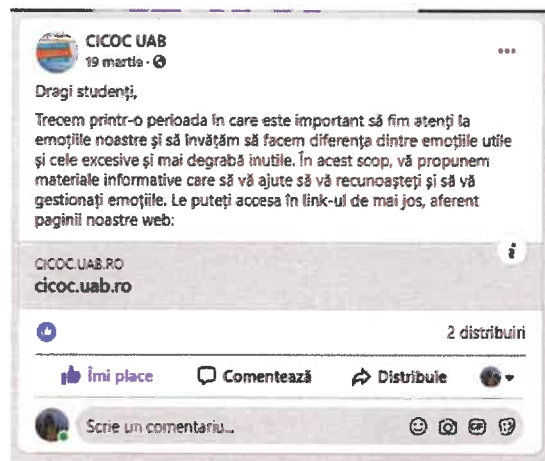 CICOC UAB
19 martie ·
Dragi studenți,
Trecem printr-o perioada în care este important să fim atenți la
emoțiile noastre și să învățăm să facem diferența dintre emoțiile utile
și cele excesive și mai degrabă inutile. În acest scop, vă propunem
materiale informative care să vă ajute să vă recunoașteți și să vă
gestionați emoțiile. Le puteți accesa în link-ul de mai jos, aferent
paginii noastre web:
CICOC.UAB.RO
cicoc.uab.ro
2 distribuiri
Îmi place Comentează Distribuie
Scrie un comentariu... GIF